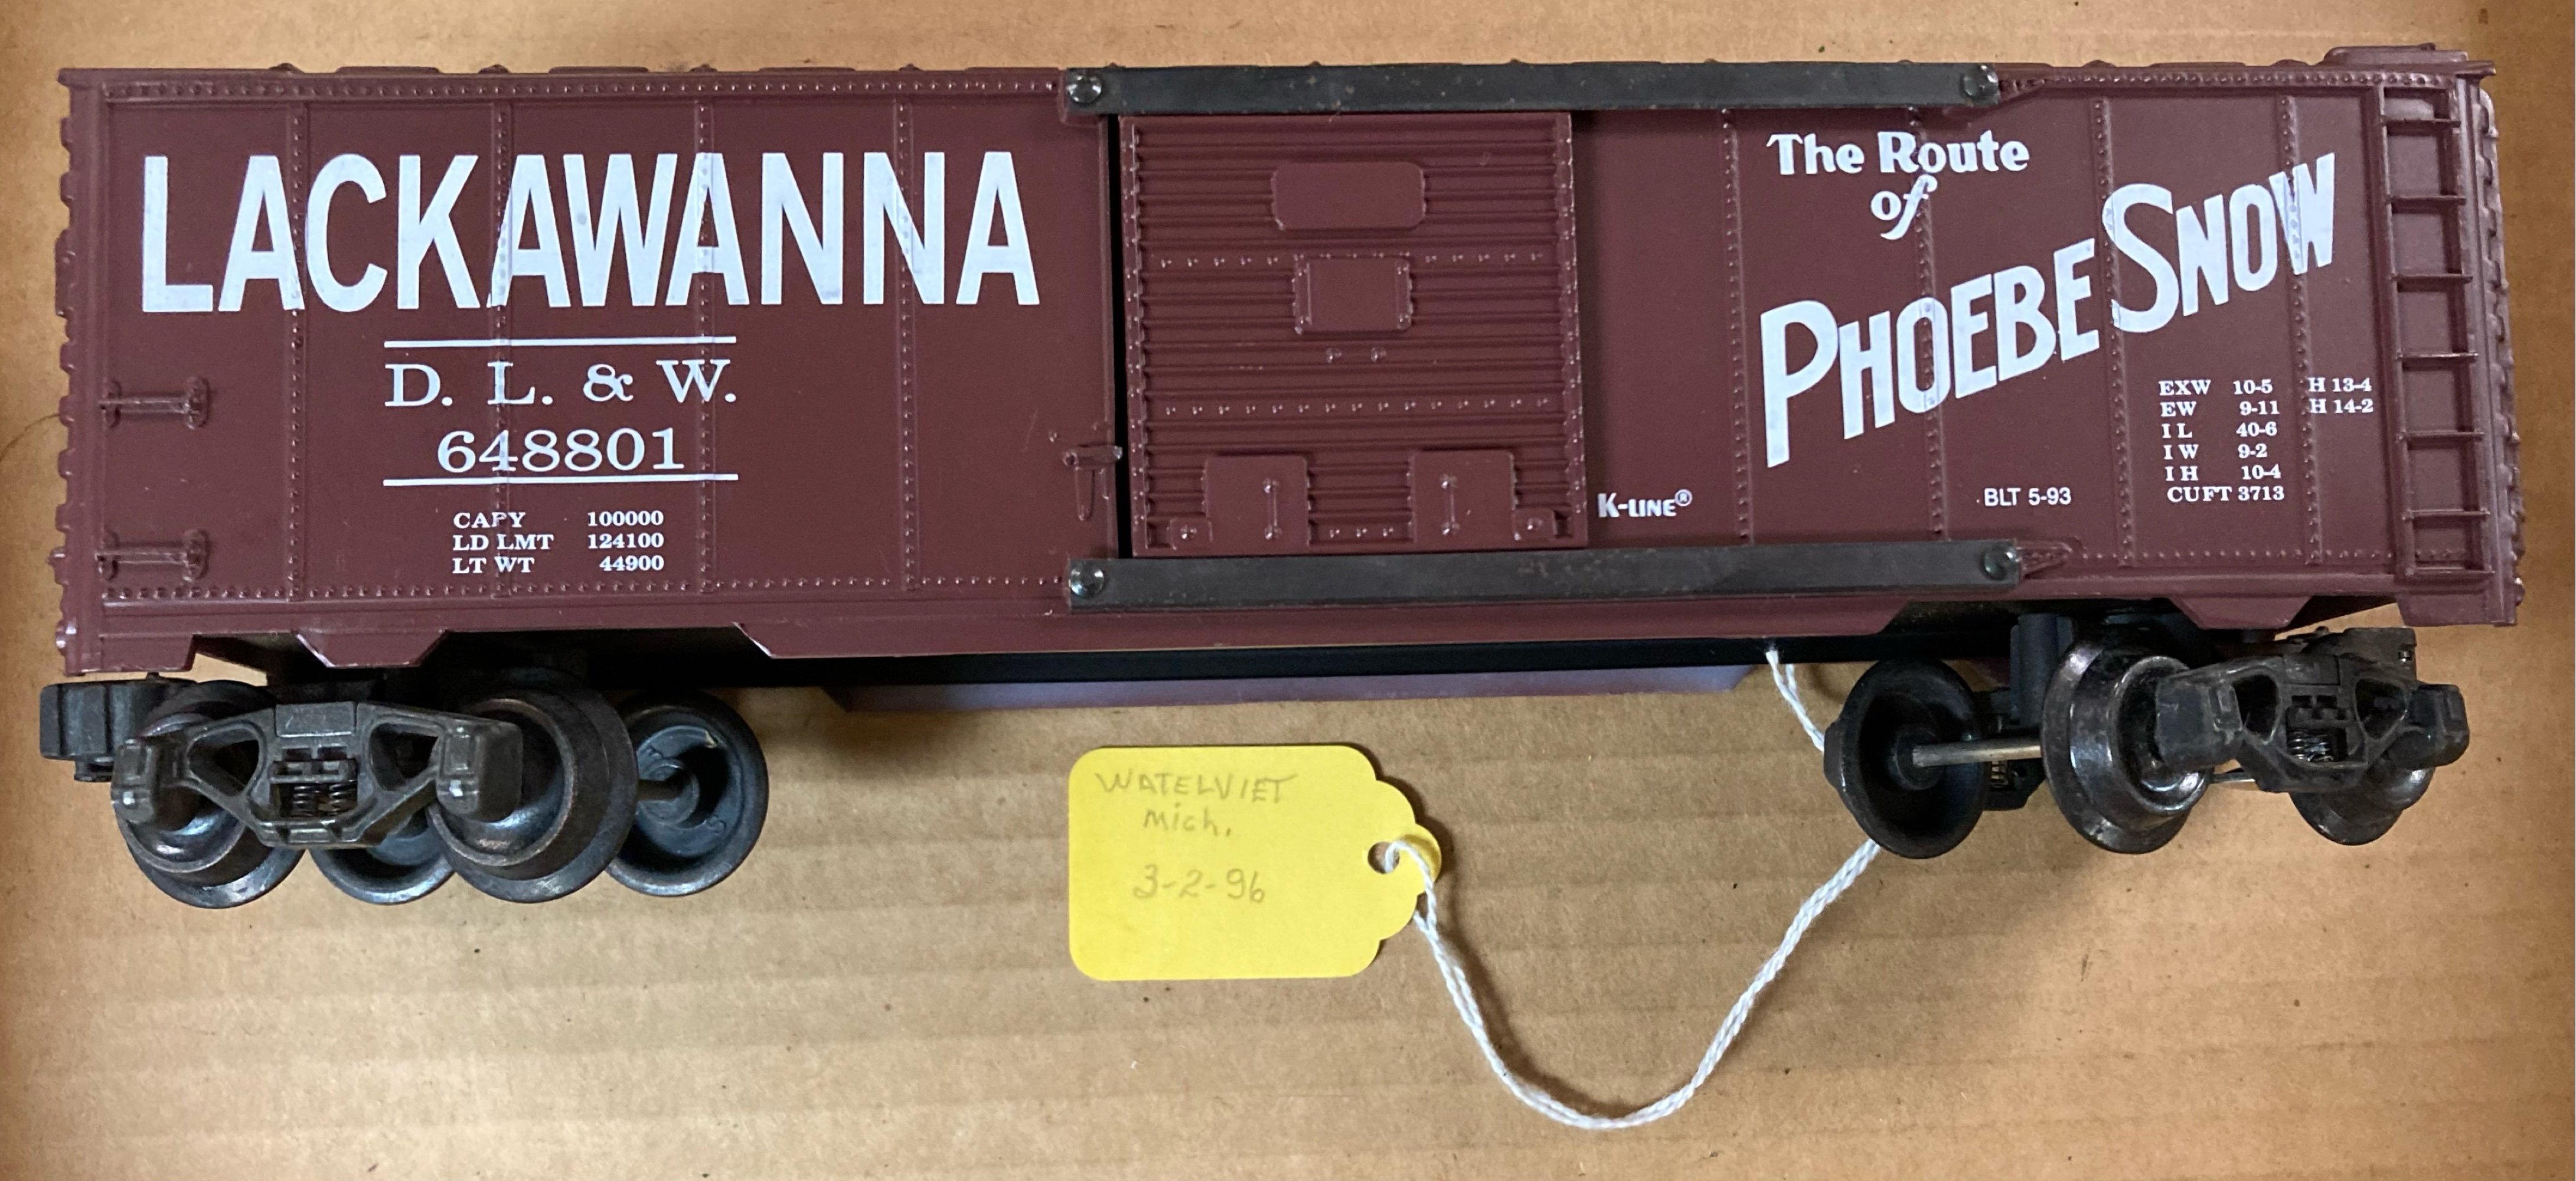 LACKAWANNA
D. L. & W.
648801
CAPY 100000
LD LMT 124100
LT WT 44900
The Route
of
PHOEBE SNOW
K-LINE®
BLT 5-93
EXW 10-5 H 13-4
EW 9-11 H 14-2
I L 40-6
I W 9-2
I H 10-4
CUFT 3713
WATELVIET
Mich.
3-2-96